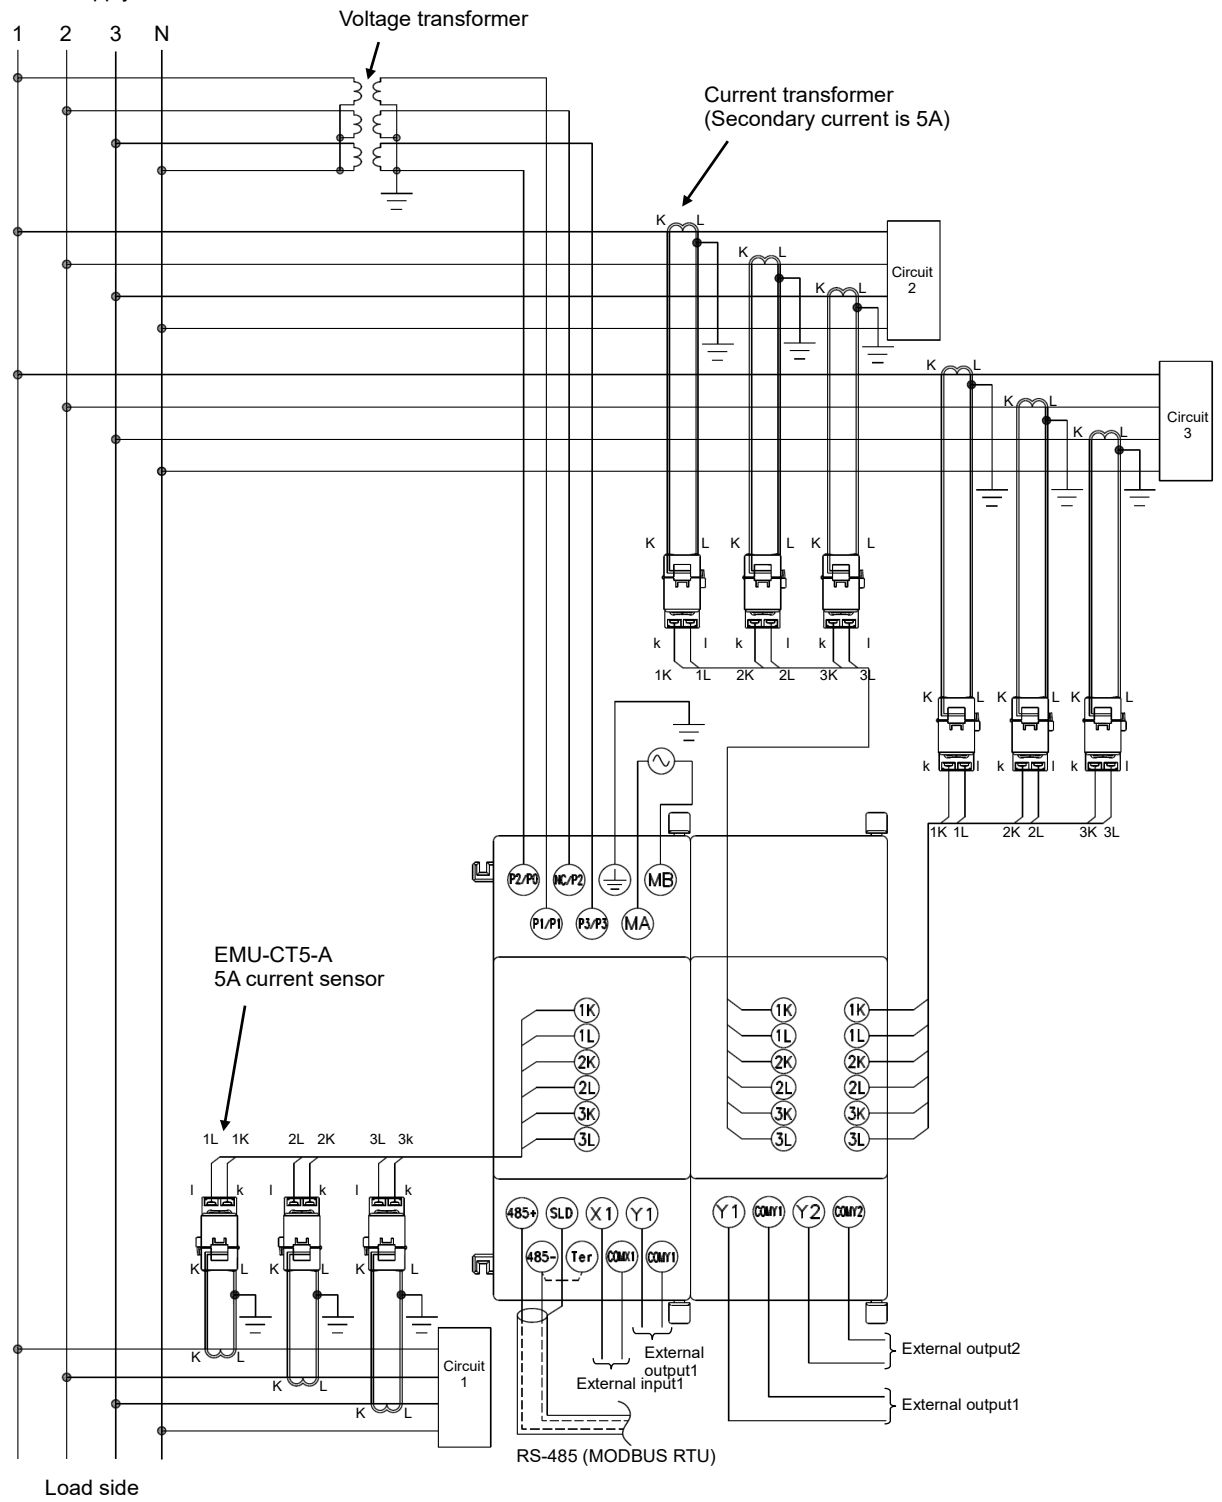 1 2 3 N
Voltage transformer
Current transformer
(Secondary current is 5A)
K L
K L
K L
Circuit
2
K L
K L
K L
Circuit
3
K L K L K L
k l k l k l
1K 1L 2K 2L 3K 3L
K L K L K L
k l k l k l
1K 1L 2K 2L 3K 3L
P2/P0 NC/P2 MB
P1/P1 P3/P3 MA
EMU-CT5-A
5A current sensor
1K 1K 1K
1L 1L 1L
2K 2K 2K
2L 2L 2L
3K 3K 3K
3L 3L 3L
1L 1K 2L 2K 3L 3k
l k l k l k
K L K L K L
485+ SLD X1 Y1 Y1 COMY1 Y2 COMY2
485- Ter COMX1 COMY1
K L
K L
K L
Circuit
1
External
output1
External input1
External output2
External output1
RS-485 (MODBUS RTU)
Load side